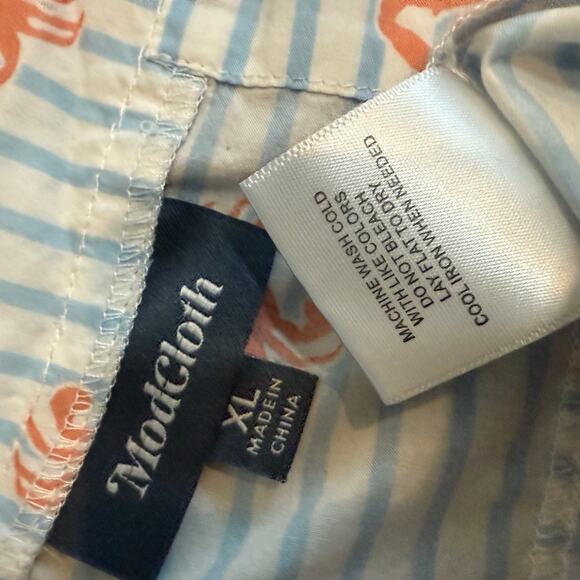 ModCloth
XL
MADE IN
CHINA
MACHINE WASH COLD
WITH LIKE COLORS
DO NOT BLEACH
LAY FLAT TO DRY
COOL IRON WHEN NEEDED